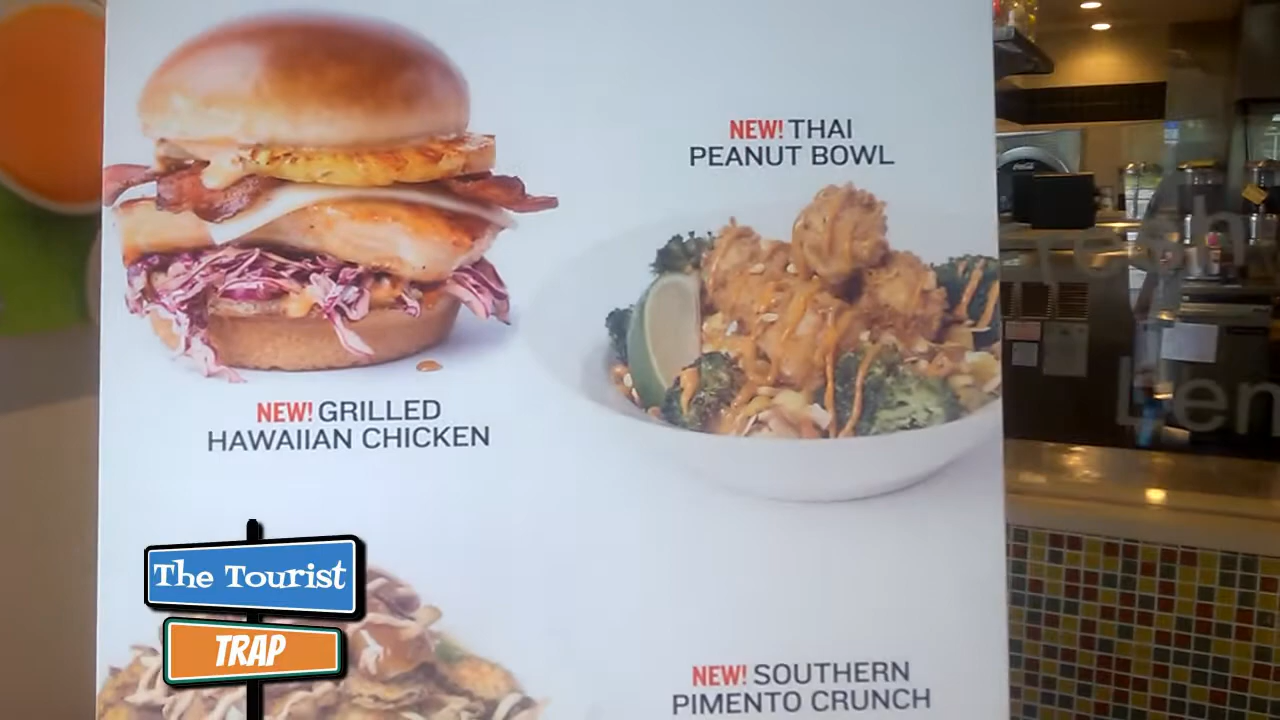 NEW! THAI
PEANUT BOWL
NEW! GRILLED
HAWAIIAN CHICKEN
The Tourist
TRAP
NEW! SOUTHERN
PIMENTO CRUNCH